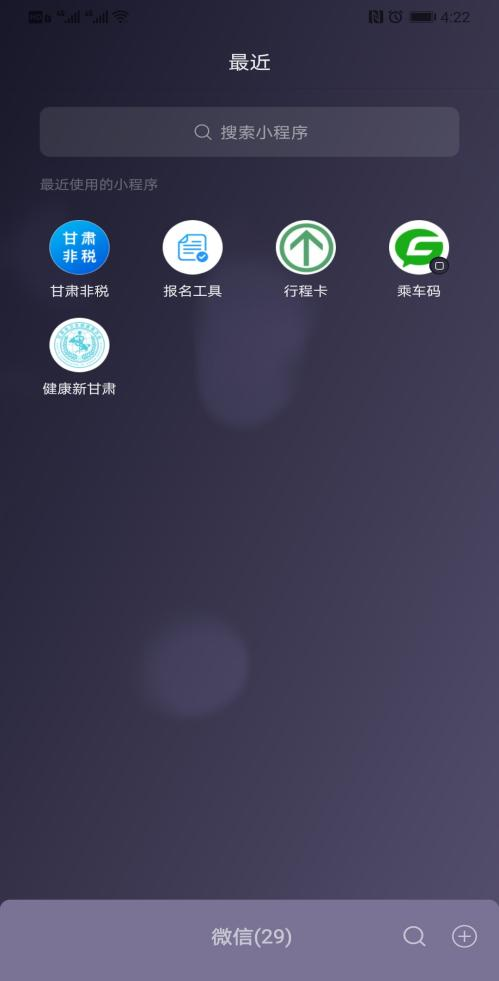 4:22
最近
搜索小程序
最近使用的小程序
甘肃
非税
甘肃非税
报名工具
行程卡
乘车码
健康新甘肃
微信(29)